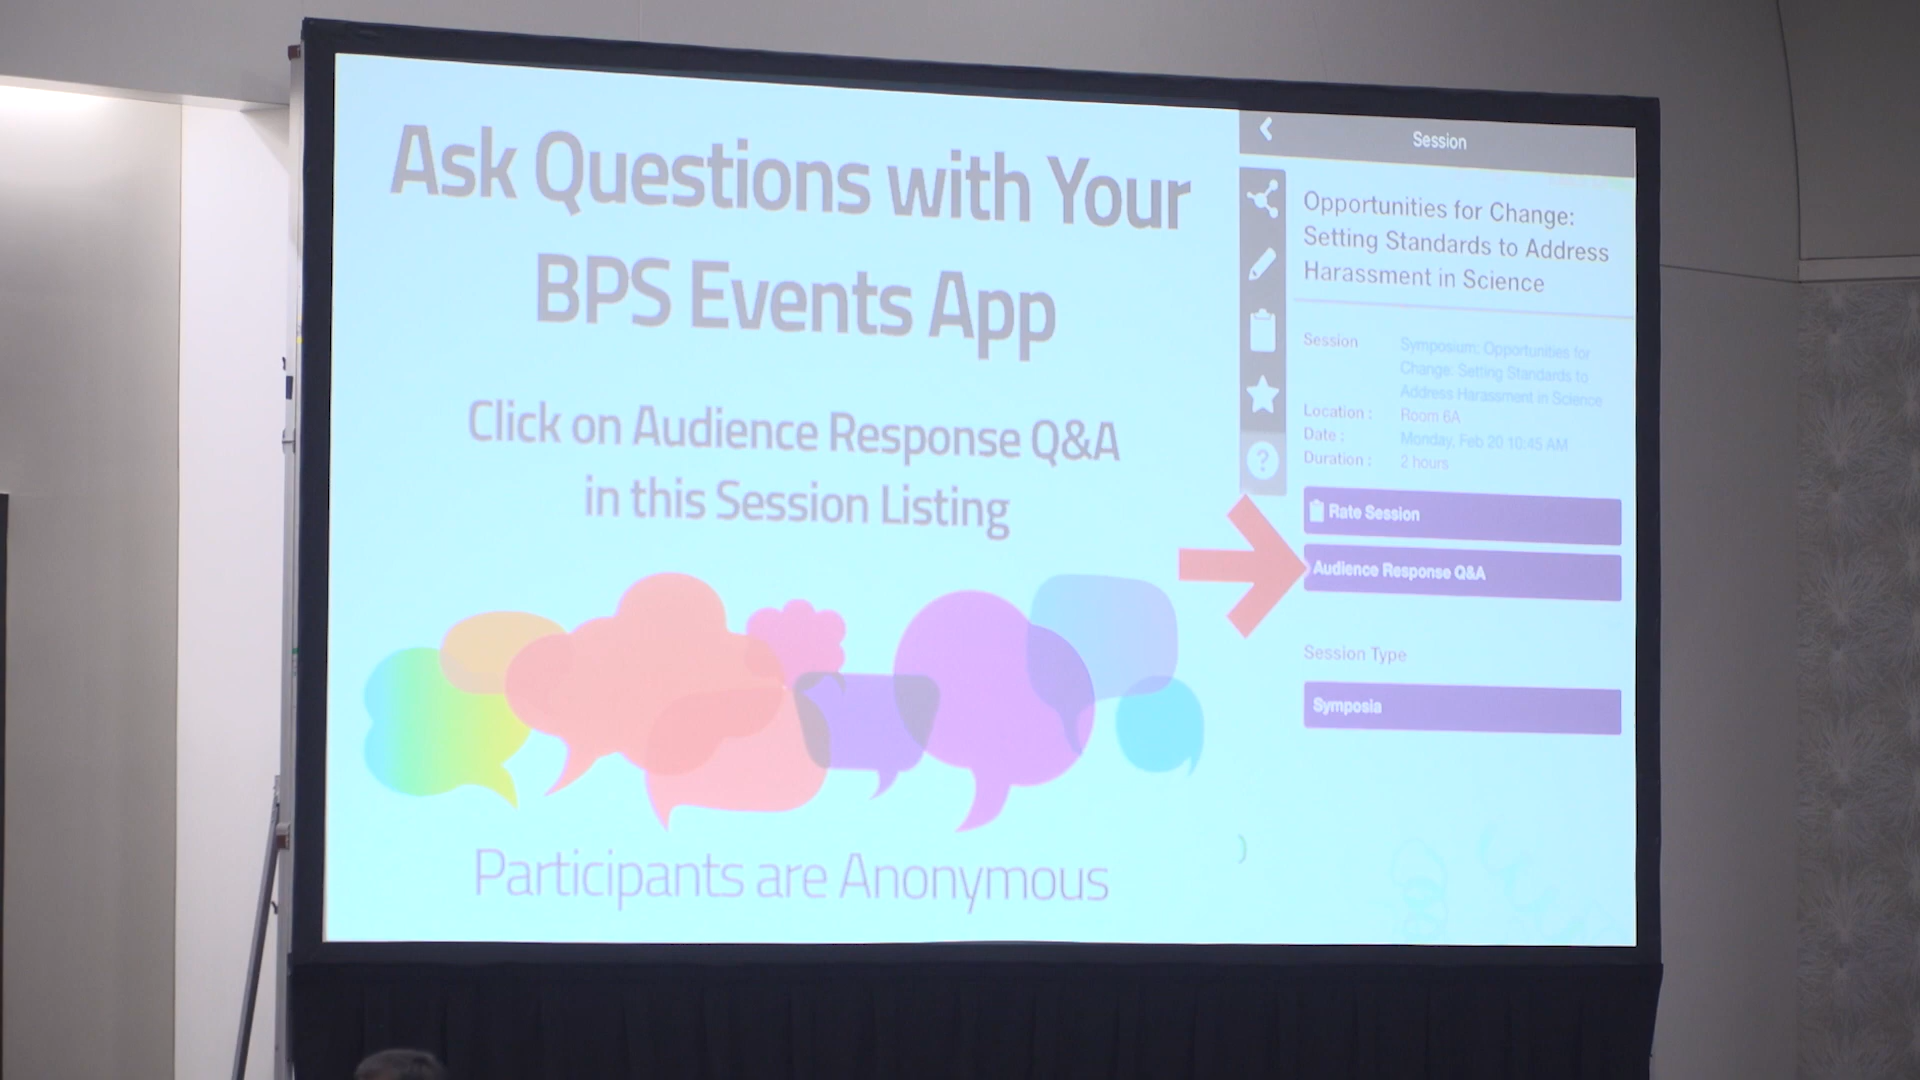 Ask Questions with Your
BPS Events App
Click on Audience Response Q&A
in this Session Listing
Participants are Anonymous
Session
Opportunities for Change:
Setting Standards to Address
Harassment in Science
Session
Symposium: Opportunities for
Change: Setting Standards to
Address Harassment in Science
Location : Room 6A
Date : Monday, Feb 20 10:45 AM
Duration : 2 hours
Rate Session
Audience Response Q&A
Session Type
Symposia